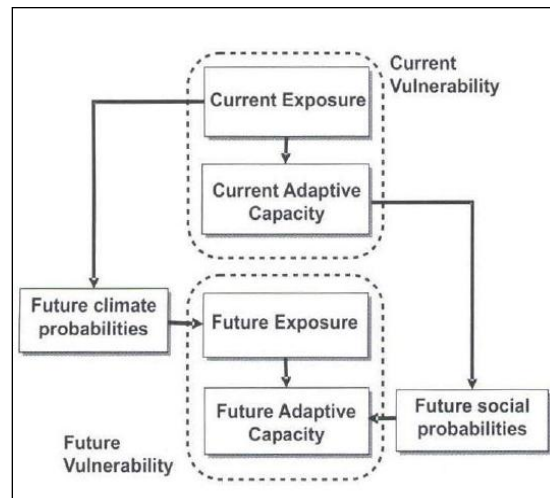 Current
Vulnerability
Current Exposure
Current Adaptive
Capacity
Future climate
probabilities
Future Exposure
Future Adaptive
Capacity
Future social
probabilities
Future
Vulnerability